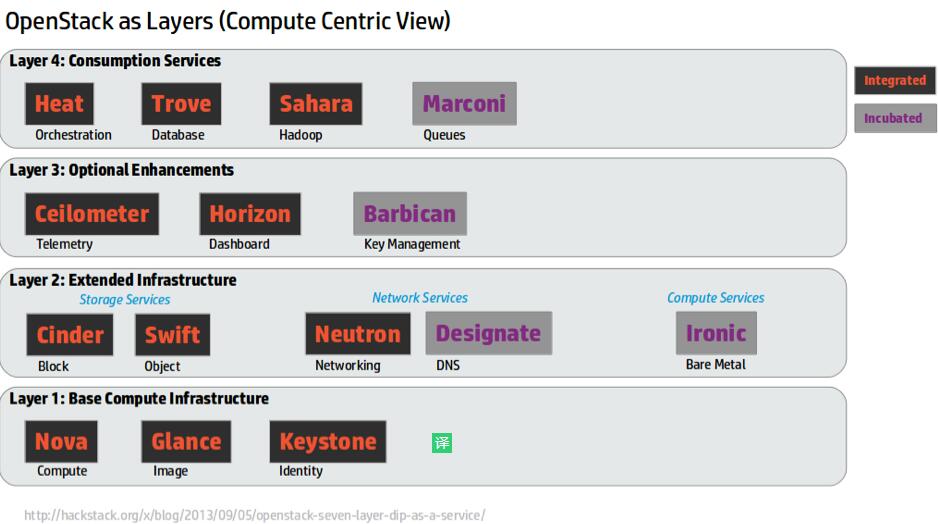 OpenStack as Layers (Compute Centric View)
Layer 4: Consumption Services
Heat Trove Sahara Marconi
Orchestration Database Hadoop Queues
Integrated
Incubated
Layer 3: Optional Enhancements
Ceilometer Horizon Barbican
Telemetry Dashboard Key Management
Layer 2: Extended Infrastructure
Storage Services Network Services Compute Services
Cinder Swift Neutron Designate Ironic
Block Object Networking DNS Bare Metal
Layer 1: Base Compute Infrastructure
Nova Glance Keystone
译
Compute Image Identity
http://hackstack.org/x/blog/2013/09/05/openstack-seven-layer-dip-as-a-service/